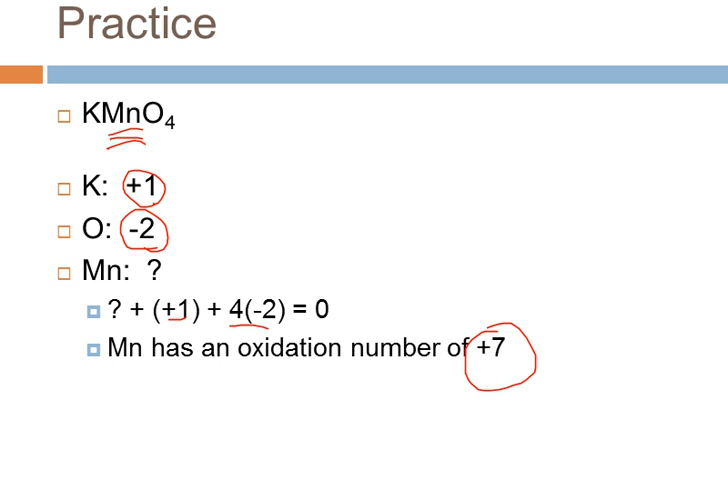 Practice
KMnO₄
K: +1
O: -2
Mn: ?
? + (+1) + 4(-2) = 0
Mn has an oxidation number of +7